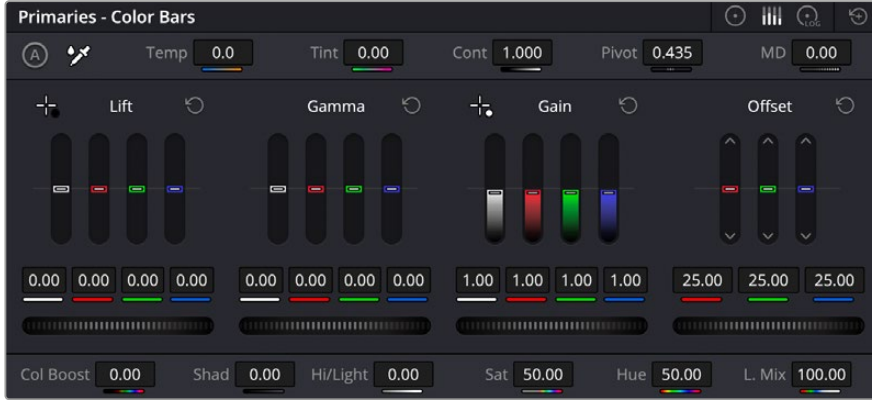 Primaries - Color Bars
LOG
A Temp 0.0 Tint 0.00 Cont 1.000 Pivot 0.435 MD 0.00
Lift Gamma Gain Offset
0.00 0.00 0.00 0.00 0.00 0.00 0.00 0.00 1.00 1.00 1.00 1.00 25.00 25.00 25.00
Col Boost 0.00 Shad 0.00 Hi/Light 0.00 Sat 50.00 Hue 50.00 L. Mix 100.00